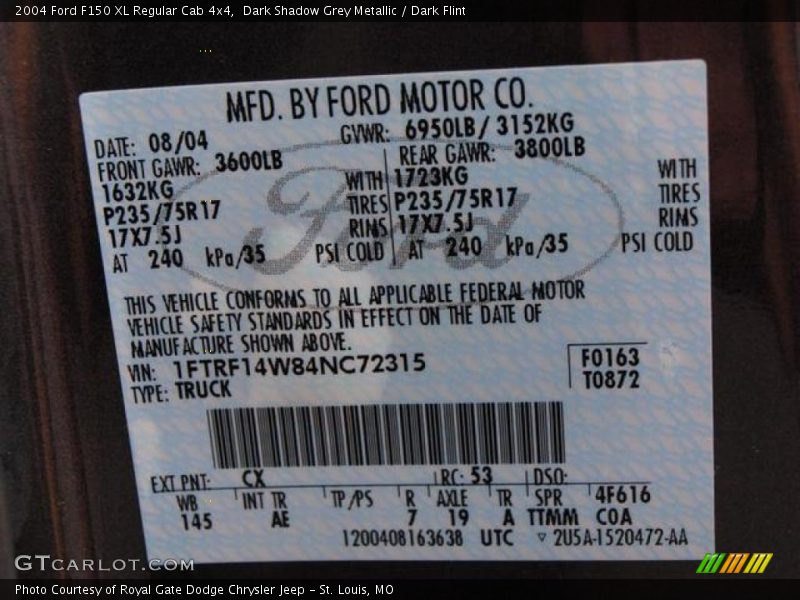 2004 Ford F150 XL Regular Cab 4x4,  Dark Shadow Grey Metallic / Dark Flint
MFD. BY FORD MOTOR CO.
DATE: 08/04 GVWR: 6950LB/ 3152KG
FRONT GAWR: 3600LB REAR GAWR: 3800LB
1632KG WITH 1723KG WITH
P235/75R17 TIRES P235/75R17 TIRES
17X7.5J RIMS 17X7.5J RIMS
AT 240 kPa/35 PSI COLD AT 240 kPa/35 PSI COLD
Ford
THIS VEHICLE CONFORMS TO ALL APPLICABLE FEDERAL MOTOR
VEHICLE SAFETY STANDARDS IN EFFECT ON THE DATE OF
MANUFACTURE SHOWN ABOVE.
VIN: 1FTRF14W84NC72315 F0163
TYPE: TRUCK T0872
EXT PNT: CX RC: 53 DSO:
WB INT TR TP/PS R AXLE TR SPR 4F616
145 AE 7 19 A TTMM COA
1200408163638 UTC ▽ 2U5A-1520472-AA
GTCARLOT.COM
Photo Courtesy of Royal Gate Dodge Chrysler Jeep - St. Louis, MO